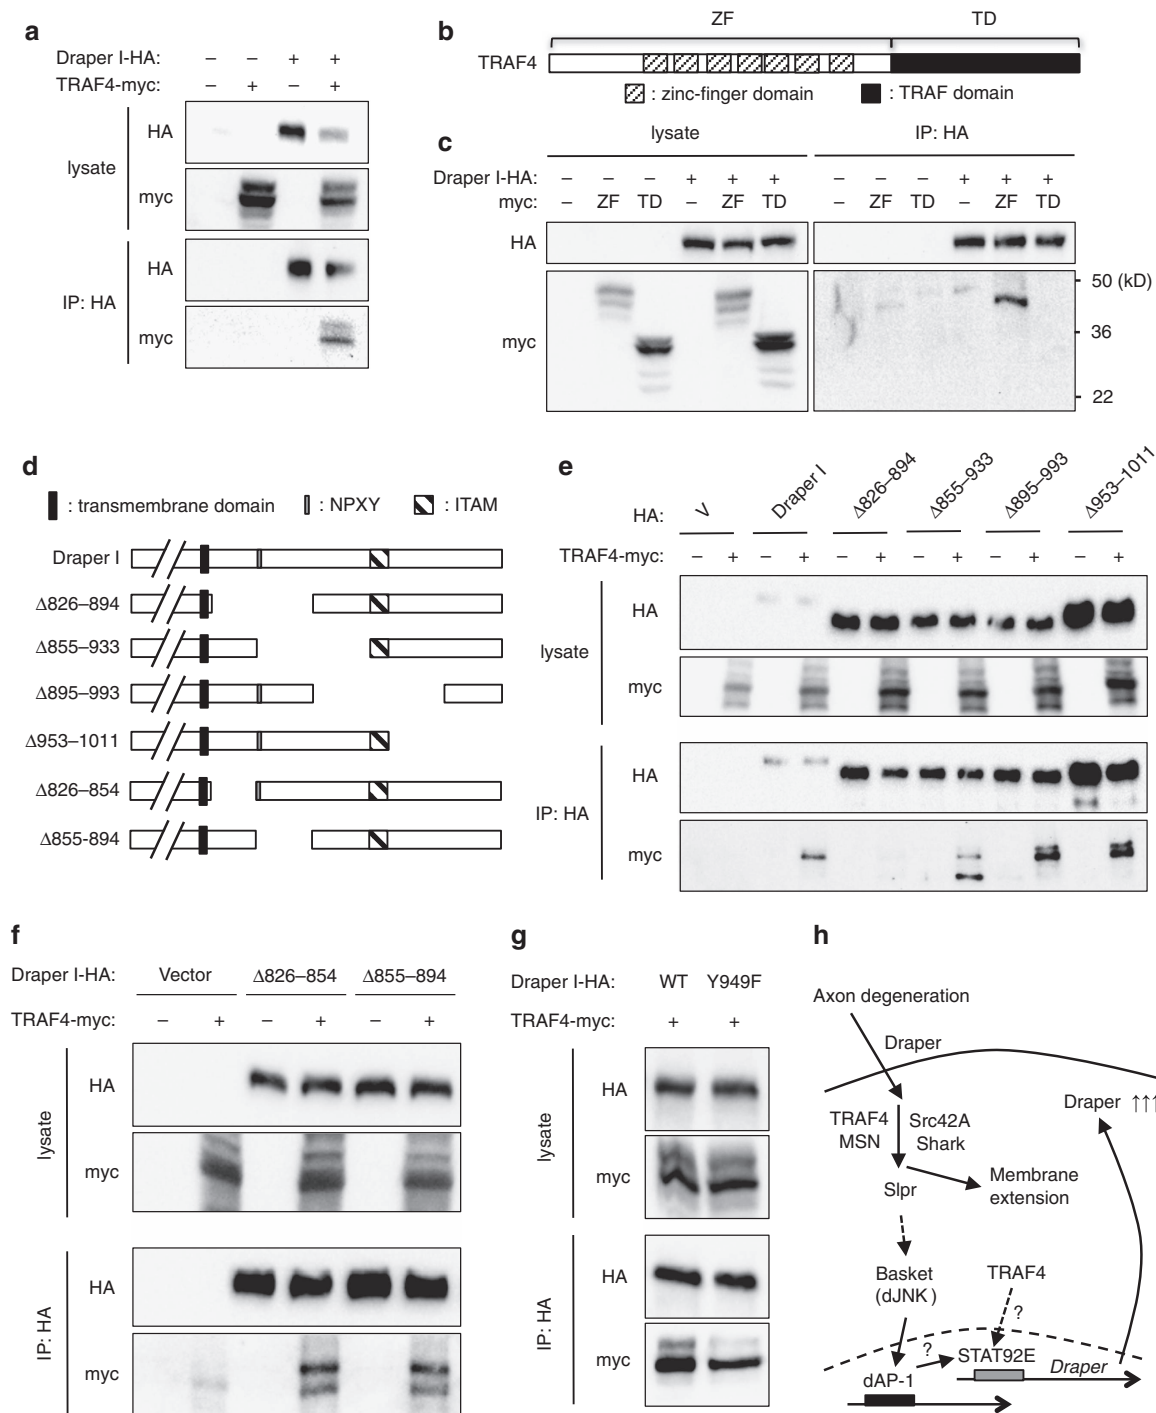 a
Draper I-HA: – – + +
TRAF4-myc: – + – +
lysate
HA
myc
IP: HA
HA
myc
b
ZF TD
TRAF4
: zinc-finger domain : TRAF domain
c
lysate IP: HA
Draper I-HA: – – – + + + – – – + + +
myc: – ZF TD – ZF TD – ZF TD – ZF TD
HA
myc
50 (kD)
36
22
d
: transmembrane domain : NPXY : ITAM
Draper I
Δ826–894
Δ855–933
Δ895–993
Δ953–1011
Δ826–854
Δ855-894
e
HA: V Draper I Δ826–894 Δ855–933 Δ895–993 Δ953–1011
TRAF4-myc: – + – + – + – + – + – +
lysate
HA
myc
IP: HA
HA
myc
f
Draper I-HA: Vector Δ826–854 Δ855–894
TRAF4-myc: – + – + – +
lysate
HA
myc
IP: HA
HA
myc
g
Draper I-HA: WT Y949F
TRAF4-myc: + +
lysate
HA
myc
IP: HA
HA
myc
h
Axon degeneration
Draper
Draper ↑↑↑
TRAF4 Src42A
MSN Shark
Slpr
Membrane
extension
Basket
(dJNK)
TRAF4
?
?
STAT92E
Draper
dAP-1